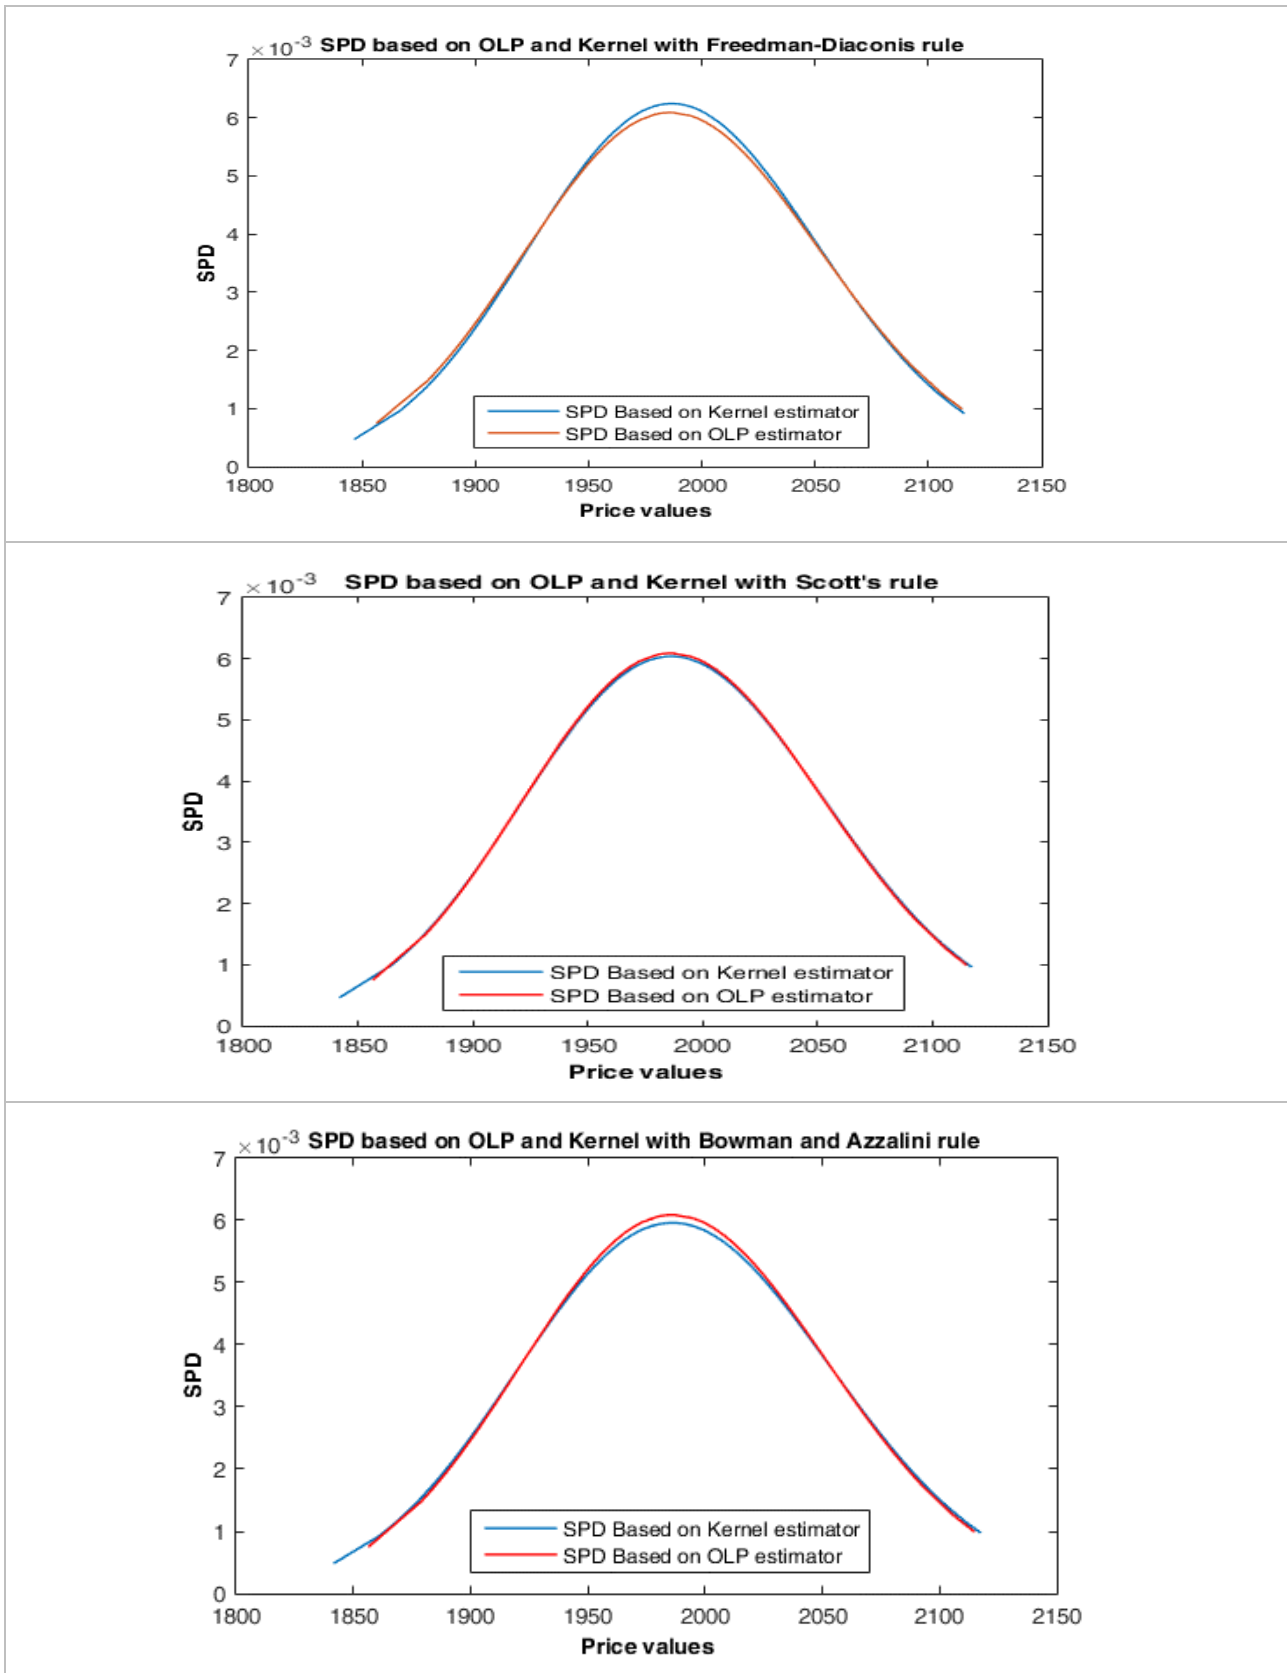 ×10⁻³ SPD based on OLP and Kernel with Freedman-Diaconis rule
7
6
5
4
3
2
1
0
SPD
SPD Based on Kernel estimator
SPD Based on OLP estimator
1800 1850 1900 1950 2000 2050 2100 2150
Price values
×10⁻³ SPD based on OLP and Kernel with Scott's rule
7
6
5
4
3
2
1
0
SPD
SPD Based on Kernel estimator
SPD Based on OLP estimator
1800 1850 1900 1950 2000 2050 2100 2150
Price values
×10⁻³ SPD based on OLP and Kernel with Bowman and Azzalini rule
7
6
5
4
3
2
1
0
SPD
SPD Based on Kernel estimator
SPD Based on OLP estimator
1800 1850 1900 1950 2000 2050 2100 2150
Price values